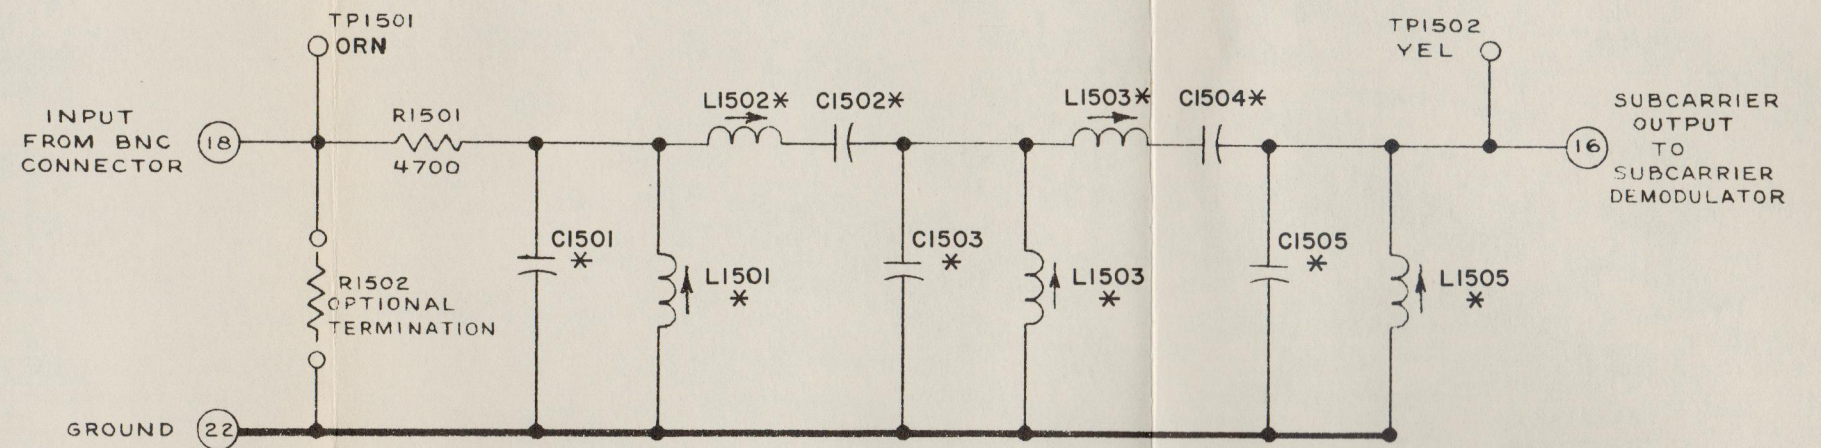 TP1501
ORN
INPUT
FROM BNC
CONNECTOR
18
R1501
4700
L1502*
C1502*
L1503*
C1504*
TP1502
YEL
16
SUBCARRIER
OUTPUT
TO
SUBCARRIER
DEMODULATOR
R1502
OPTIONAL
TERMINATION
C1501
*
L1501
*
C1503
*
L1503
*
C1505
*
L1505
*
GROUND
22